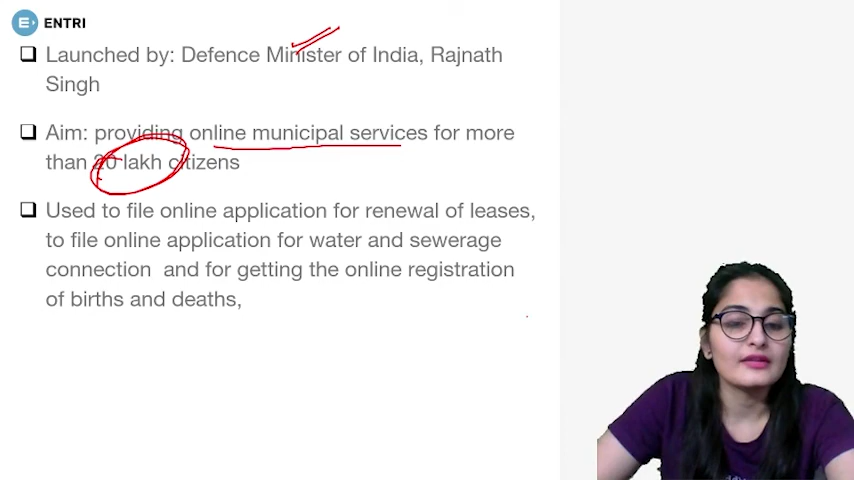 ENTRI
Launched by: Defence Minister of India, Rajnath
Singh
Aim: providing online municipal services for more
than 20 lakh citizens
Used to file online application for renewal of leases,
to file online application for water and sewerage
connection and for getting the online registration
of births and deaths,